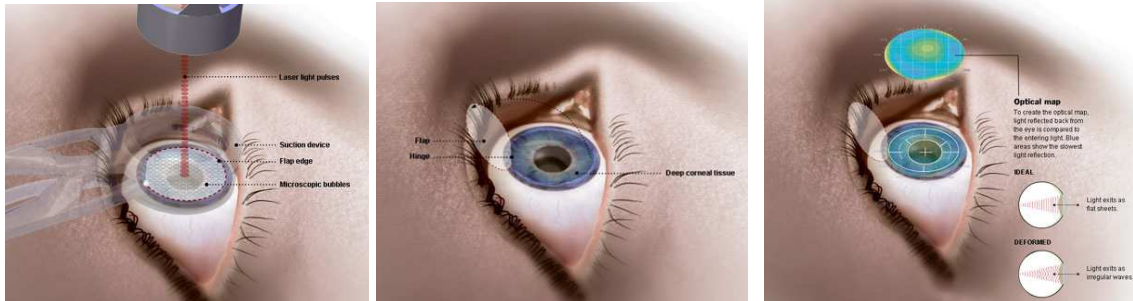 Laser light pulses
Suction device
Flap edge
Microscopic bubbles
Flap
Hinge
Deep corneal tissue
Optical map
To create the optical map,
light reflected back from
the eye is compared to
the entering light. Blue
areas show the slowest
light reflection.
IDEAL
Light exits as
flat sheets.
DEFORMED
Light exits as
irregular waves.